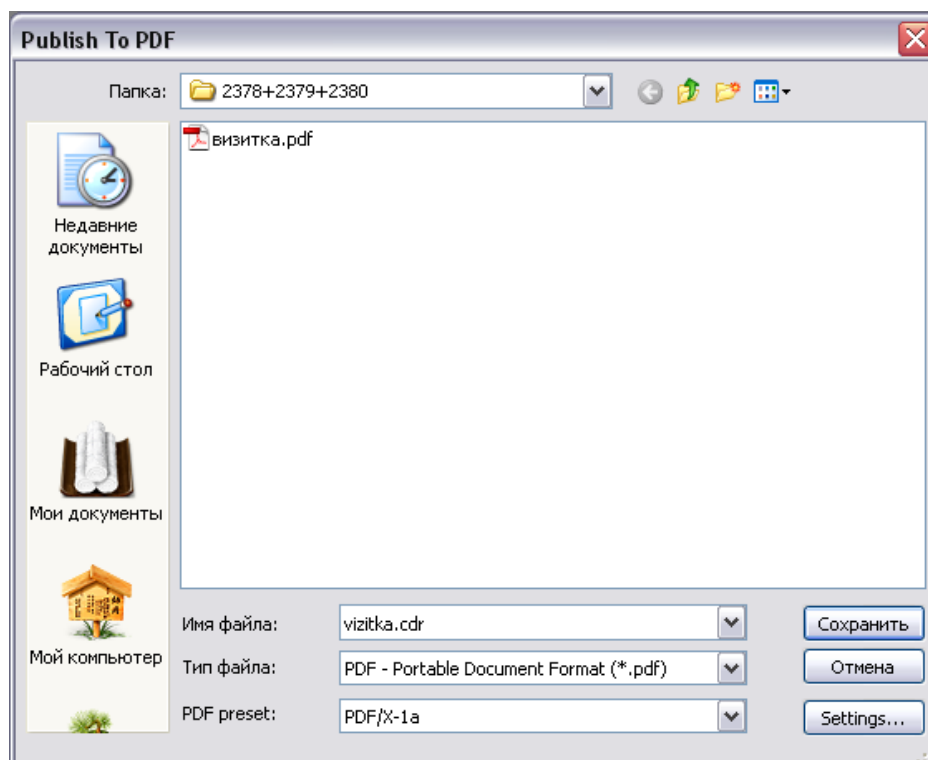 Publish To PDF
Папка:
2378+2379+2380
визитка.pdf
Недавние
документы
Рабочий стол
Мои документы
Мой компьютер
Имя файла:
vizitka.cdr
Сохранить
Тип файла:
PDF - Portable Document Format (*.pdf)
Отмена
PDF preset:
PDF/X-1a
Settings...